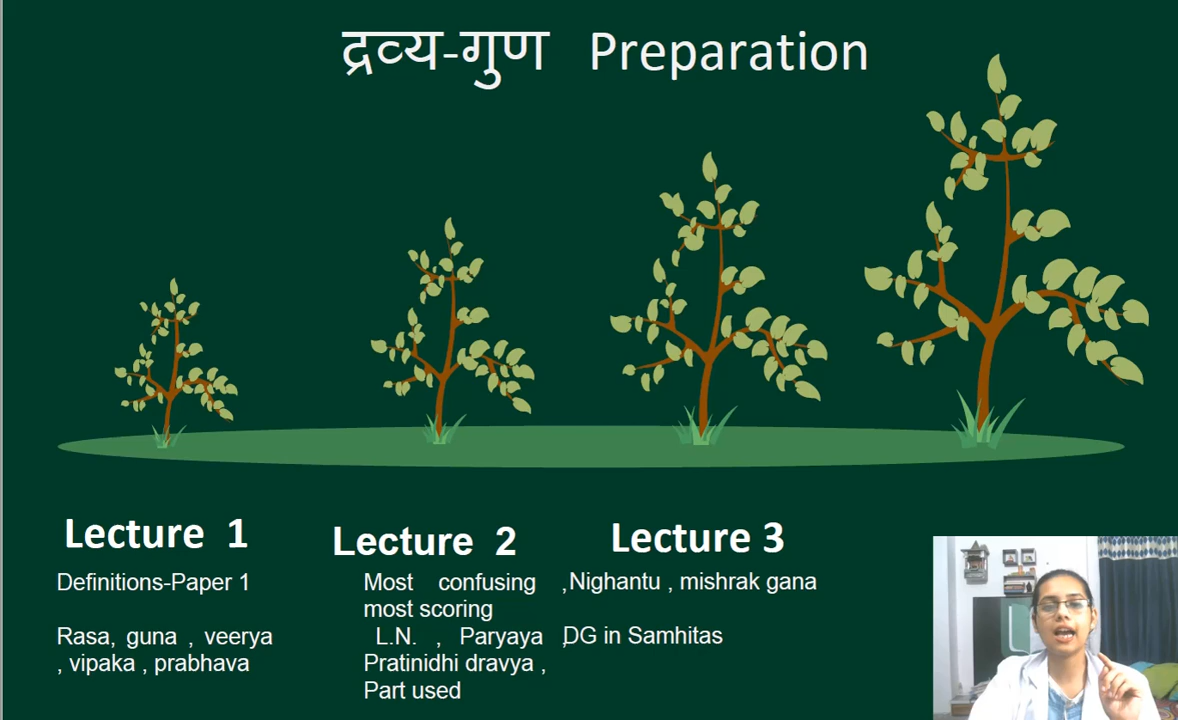 द्रव्य-गुण Preparation
Lecture 1
Definitions-Paper 1
Rasa, guna , veerya
, vipaka , prabhava
Lecture 2
Most confusing
most scoring
L.N. , Paryaya ,
Pratinidhi dravya ,
Part used
Lecture 3
,Nighantu , mishrak gana
DG in Samhitas